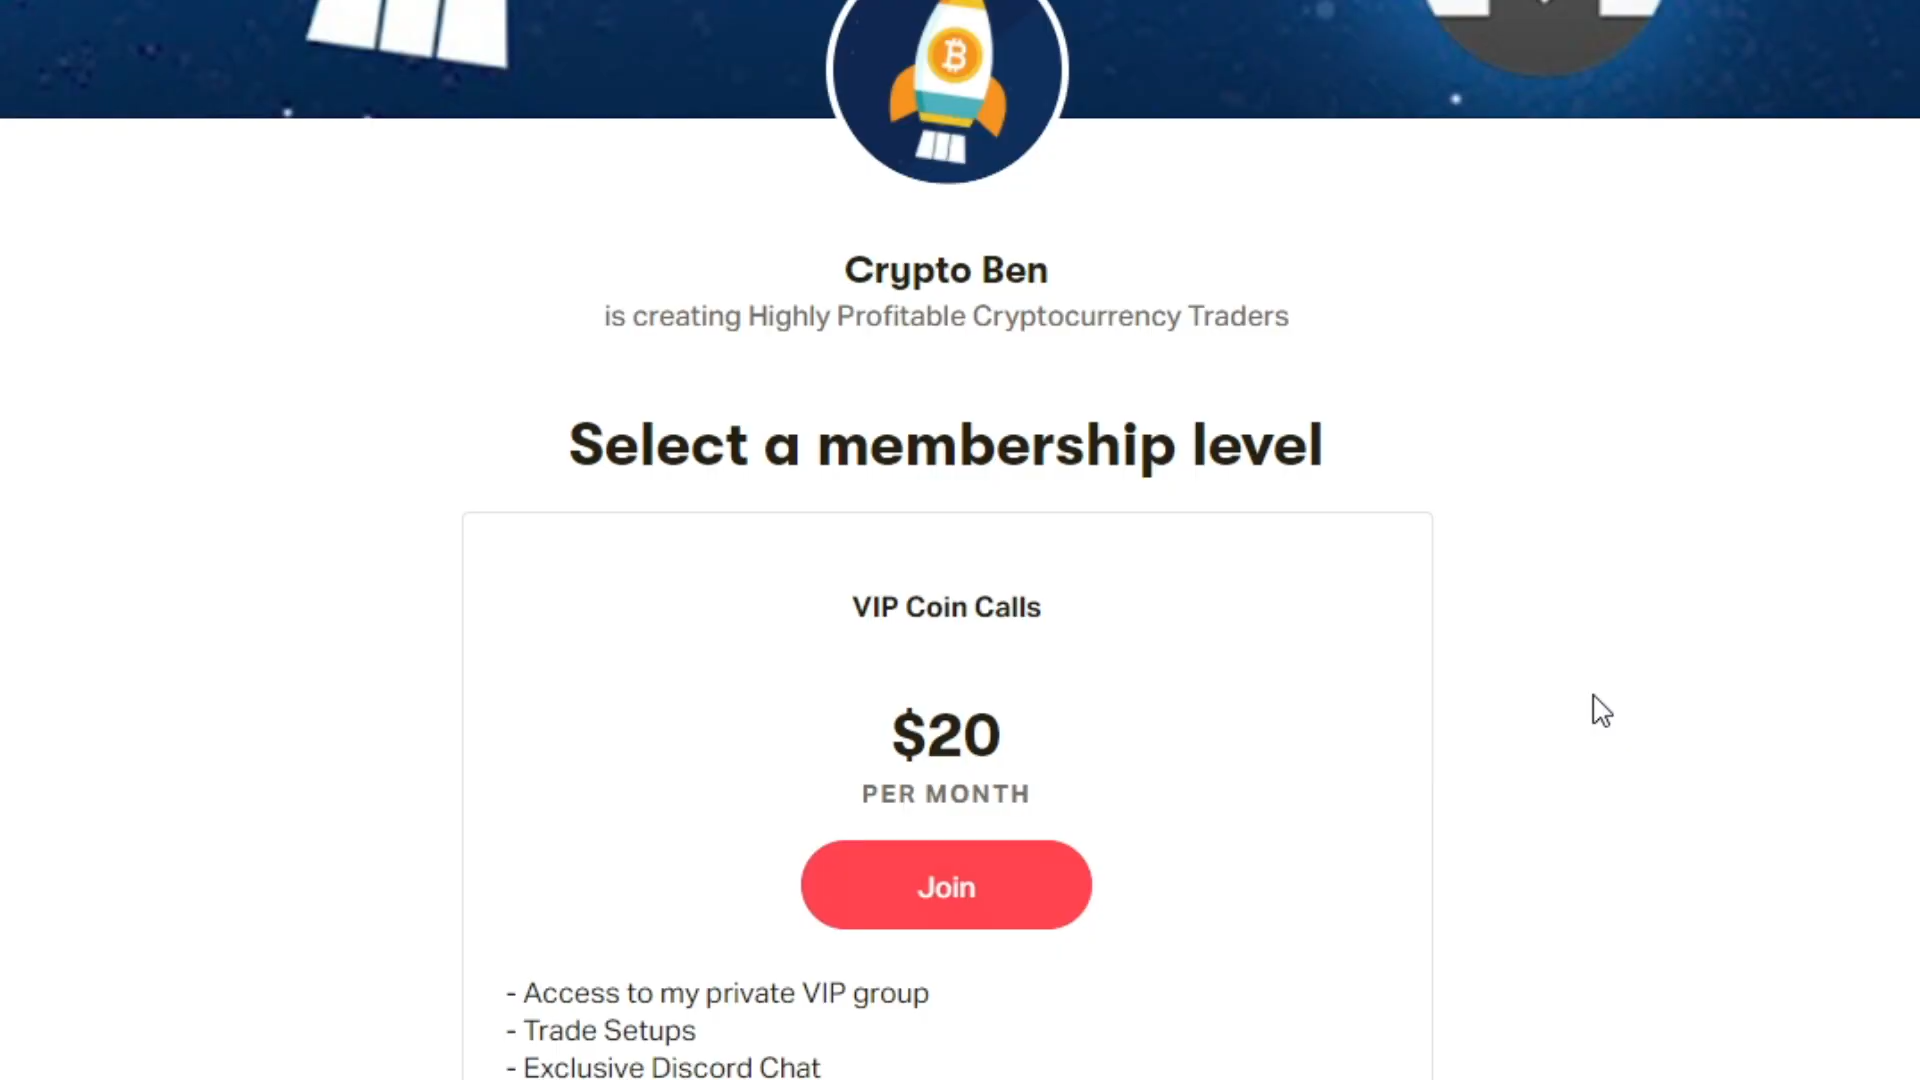 Crypto Ben
is creating Highly Profitable Cryptocurrency Traders
Select a membership level
VIP Coin Calls
$20
PER MONTH
Join
- Access to my private VIP group
- Trade Setups
- Exclusive Discord Chat